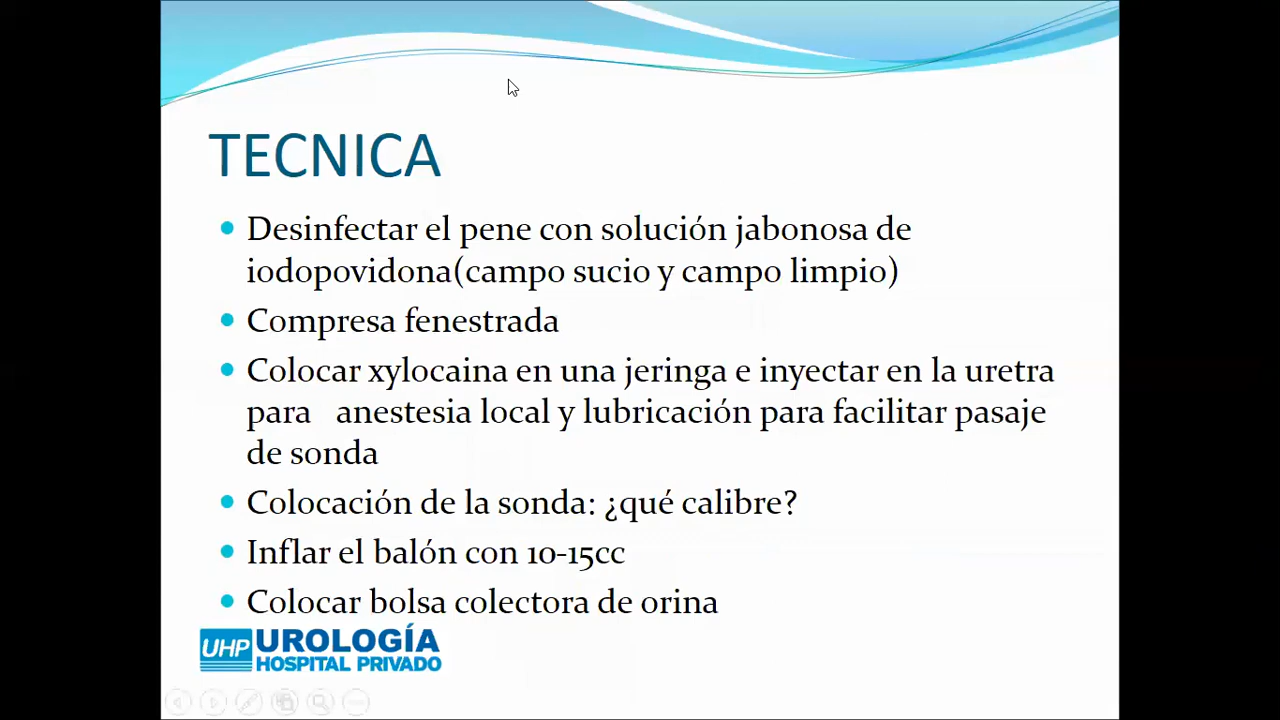 TECNICA
Desinfectar el pene con solución jabonosa de
iodopovidona(campo sucio y campo limpio)
Compresa fenestrada
Colocar xylocaina en una jeringa e inyectar en la uretra
para anestesia local y lubricación para facilitar pasaje
de sonda
Colocación de la sonda: ¿qué calibre?
Inflar el balón con 10-15cc
Colocar bolsa colectora de orina
UHP UROLOGÍA
HOSPITAL PRIVADO